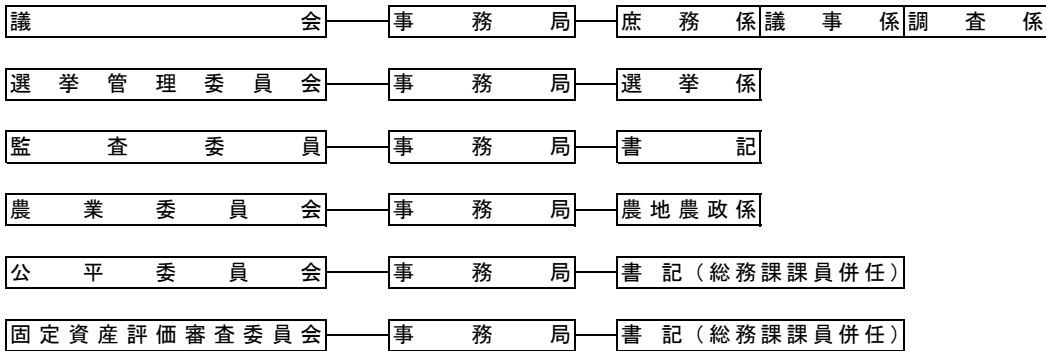 議会 事務局 庶務係 議事係 調査係
選挙管理委員会 事務局 選挙係
監査委員 事務局 書記
農業委員会 事務局 農地農政係
公平委員会 事務局 書記（総務課課員併任）
固定資産評価審査委員会 事務局 書記（総務課課員併任）